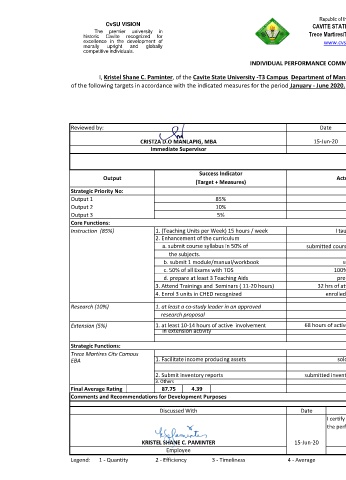 CvSU VISION
The premier university in
historic Cavite recognized for
excellence in the development of
morally upright and globally
competitive individuals.
Republic of
CAVITE STAT
Trece Martires
www.cvs
INDIVIDUAL PERFORMANCE COMM
I, Kristel Shane C. Paminter, of the Cavite State University -T3 Campus Department of Man
of the following targets in accordance with the indicated measures for the period January - June 2020.
Reviewed by: Date
CRISTZA D.O MANLAPIG, MBA 15-Jun-20
Immediate Supervisor
Output Success Indicator Act
(Target + Measures)
Strategic Priority No:
Output 1 85%
Output 2 10%
Output 3 5%
Core Functions:
Instruction (85%) 1. (Teaching Units per Week) 15 hours / week I tau
2. Enhancement of the curriculum
a. submit course syllabus in 50% of submitted cours
the subjects.
b. submit 1 module/manual/workbook s
c. 50% of all Exams with TOS 100%
d. prepare at least 3 Teaching Aids pre
3. Attend Trainings and Seminars ( 11-20 hours) 32 hrs of at
4. Enrol 3 units in CHED recognized enrolled
Research (10%) 1. at least a co-study leader in an approved
research proposal
Extension (5%) 1. at least 10-14 hours of active involvement 68 hours of activ
in extension activity
Strategic Functions:
Trece Martires City Campus
EBA 1. Facilitate income producing assets sold
2. Submit inventory reports submitted invent
3. Others
Final Average Rating 87.75 4.39
Comments and Recommendations for Development Purposes
Discussed With Date
I certify
the perf
KRISTEL SHANE C. PAMINTER 15-Jun-20
Employee
Legend: 1 - Quantity 2 - Efficiency 3 - Timeliness 4 - Average